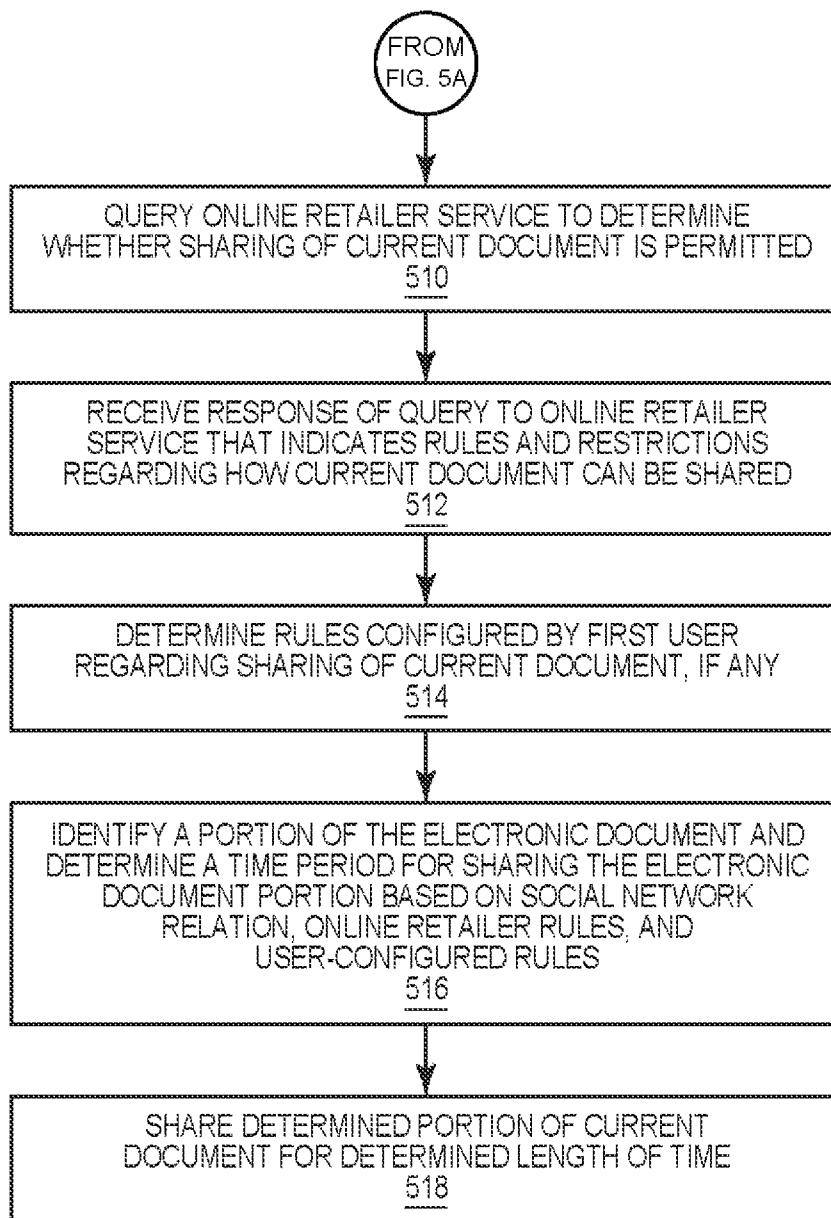 FROM
FIG. 5A
QUERY ONLINE RETAILER SERVICE TO DETERMINE
WHETHER SHARING OF CURRENT DOCUMENT IS PERMITTED
510
RECEIVE RESPONSE OF QUERY TO ONLINE RETAILER
SERVICE THAT INDICATES RULES AND RESTRICTIONS
REGARDING HOW CURRENT DOCUMENT CAN BE SHARED
512
DETERMINE RULES CONFIGURED BY FIRST USER
REGARDING SHARING OF CURRENT DOCUMENT, IF ANY
514
IDENTIFY A PORTION OF THE ELECTRONIC DOCUMENT AND
DETERMINE A TIME PERIOD FOR SHARING THE ELECTRONIC
DOCUMENT PORTION BASED ON SOCIAL NETWORK
RELATION, ONLINE RETAILER RULES, AND
USER-CONFIGURED RULES
516
SHARE DETERMINED PORTION OF CURRENT
DOCUMENT FOR DETERMINED LENGTH OF TIME
518